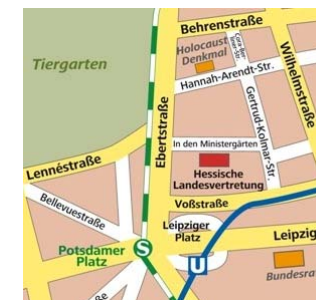 Behrenstraße
Tiergarten
Holocaust
Denkmal
Hannah-Arendt-Str.
Wilhelmstraße
Ebertstraße
Gertrud-Kolmar-Str.
In den Ministergärten
Lennéstraße
Hessische
Landesvertretung
Bellevuestraße
Voßstraße
Leipziger
Platz
Leipzig
Potsdamer
Platz
S
U
Bundesra